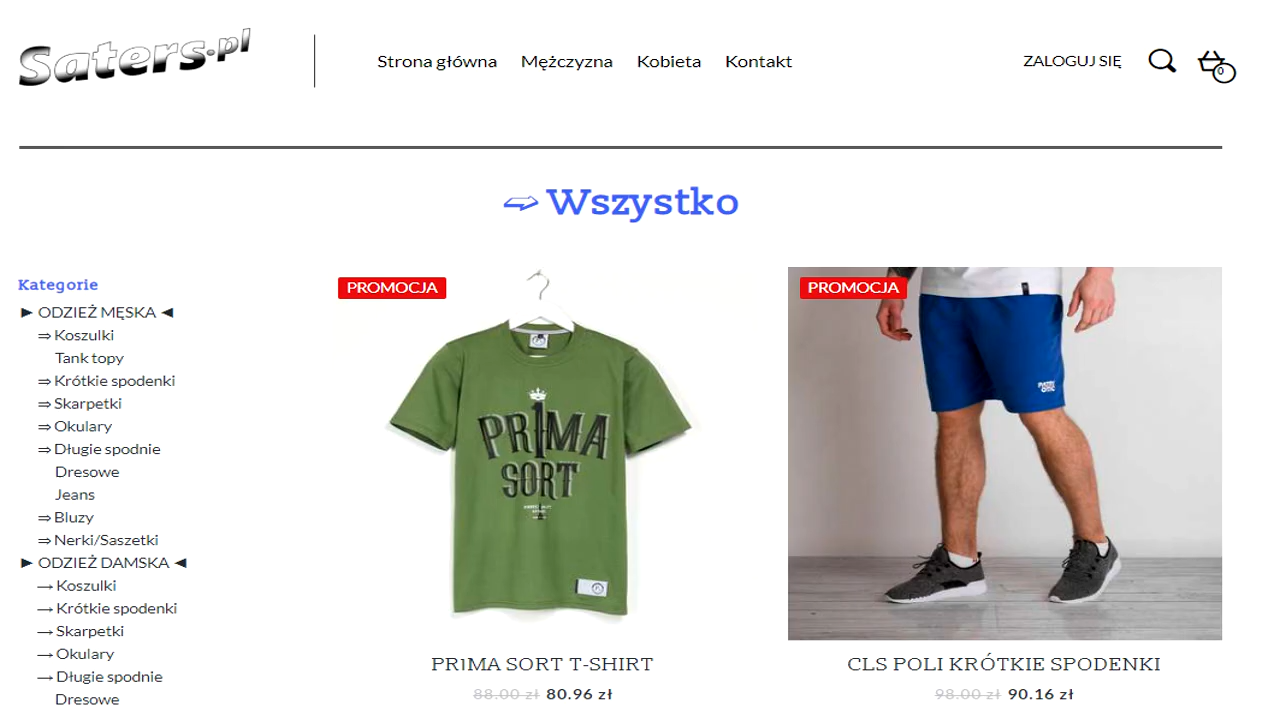 Saters.pl
Strona główna Mężczyzna Kobieta Kontakt
ZALOGUJ SIĘ
0
➫ Wszystko
Kategorie
► ODZIEŻ MĘSKA ◄
⇒ Koszulki
Tank topy
⇒ Krótkie spodenki
⇒ Skarpetki
⇒ Okulary
⇒ Długie spodnie
Dresowe
Jeans
⇒ Bluzy
⇒ Nerki/Saszetki
► ODZIEŻ DAMSKA ◄
→ Koszulki
→ Krótkie spodenki
→ Skarpetki
→ Okulary
→ Długie spodnie
Dresowe
PROMOCJA
PR1MA
SORT
PR1MA SORT T-SHIRT
88.00 zł 80.96 zł
PROMOCJA
CLS POLI KRÓTKIE SPODENKI
98.00 zł 90.16 zł